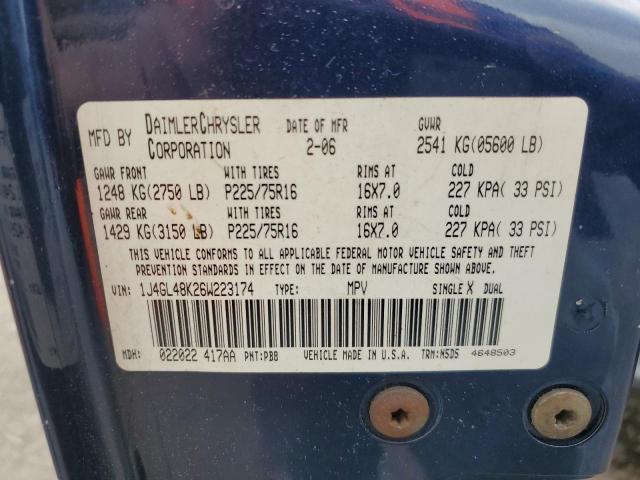 MFD BY DAIMLERCHRYSLER CORPORATION DATE OF MFR 2-06 GVWR 2541 KG(05600 LB)
GAWR FRONT WITH TIRES RIMS AT COLD
1248 KG(2750 LB) P225/75R16 16X7.0 227 KPA( 33 PSI)
GAWR REAR WITH TIRES RIMS AT COLD
1429 KG(3150 LB) P225/75R16 16X7.0 227 KPA( 33 PSI)
THIS VEHICLE CONFORMS TO ALL APPLICABLE FEDERAL MOTOR VEHICLE SAFETY AND THEFT
PREVENTION STANDARDS IN EFFECT ON THE DATE OF MANUFACTURE SHOWN ABOVE.
VIN: 1J4GL48K26W223174 TYPE: MPV SINGLE X DUAL
MDH: 022022 417AA PNT:PB8 VEHICLE MADE IN U.S.A. TRM:N5D5 4648503